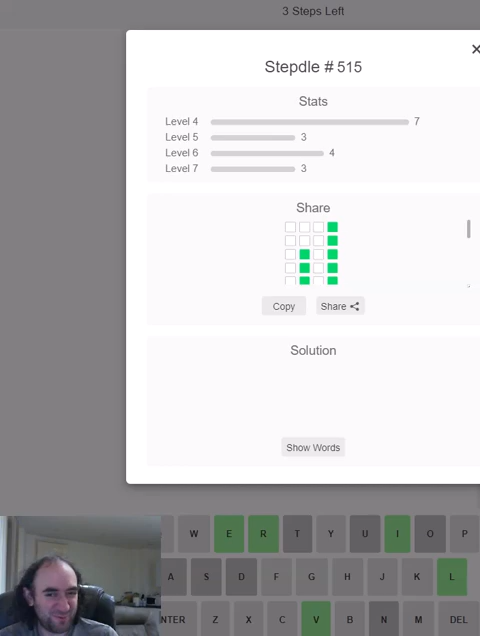 3 Steps Left
×
Stepdle # 515
Stats
Level 4 7
Level 5 3
Level 6 4
Level 7 3
Share
Copy Share
Solution
Show Words
W E R T Y U I O P
A S D F G H J K L
NTER Z X C V B N M DEL